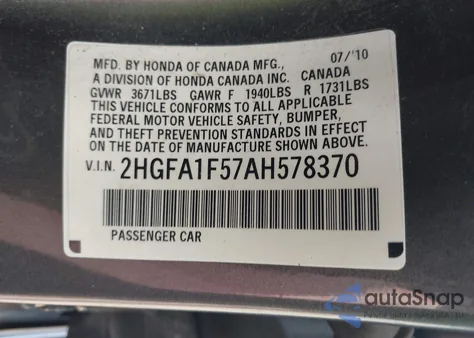 MFD. BY HONDA OF CANADA MFG., 07/'10
A DIVISION OF HONDA CANADA INC. CANADA
GVWR 3671LBS GAWR F 1940LBS R 1731LBS
THIS VEHICLE CONFORMS TO ALL APPLICABLE
FEDERAL MOTOR VEHICLE SAFETY, BUMPER,
AND THEFT PREVENTION STANDARDS IN EFFECT
ON THE DATE OF MANUFACTURE SHOWN ABOVE.
V.I.N. 2HGFA1F57AH578370
PASSENGER CAR
autoSnap